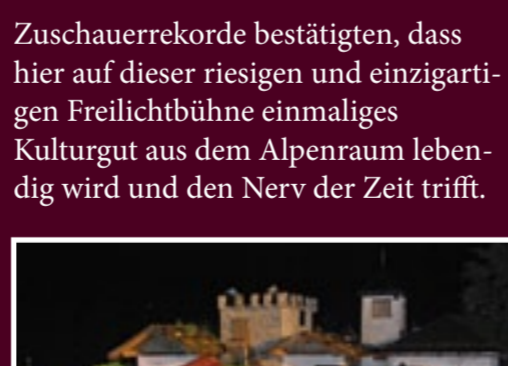 Zuschauerrekorde bestätigten, dass
hier auf dieser riesigen und einzigarti-
gen Freilichtbühne einmaliges
Kulturgut aus dem Alpenraum leben-
dig wird und den Nerv der Zeit trifft.